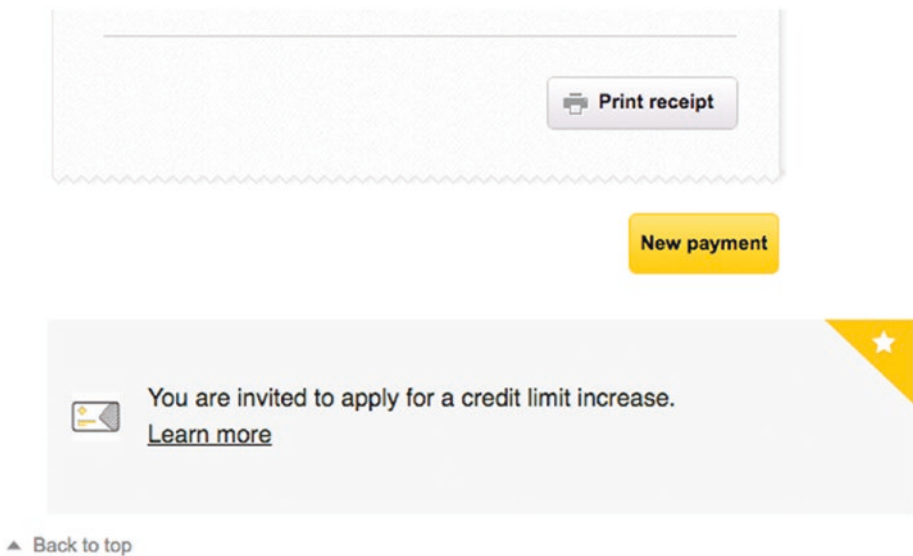 Print receipt
New payment
You are invited to apply for a credit limit increase.
Learn more
Back to top